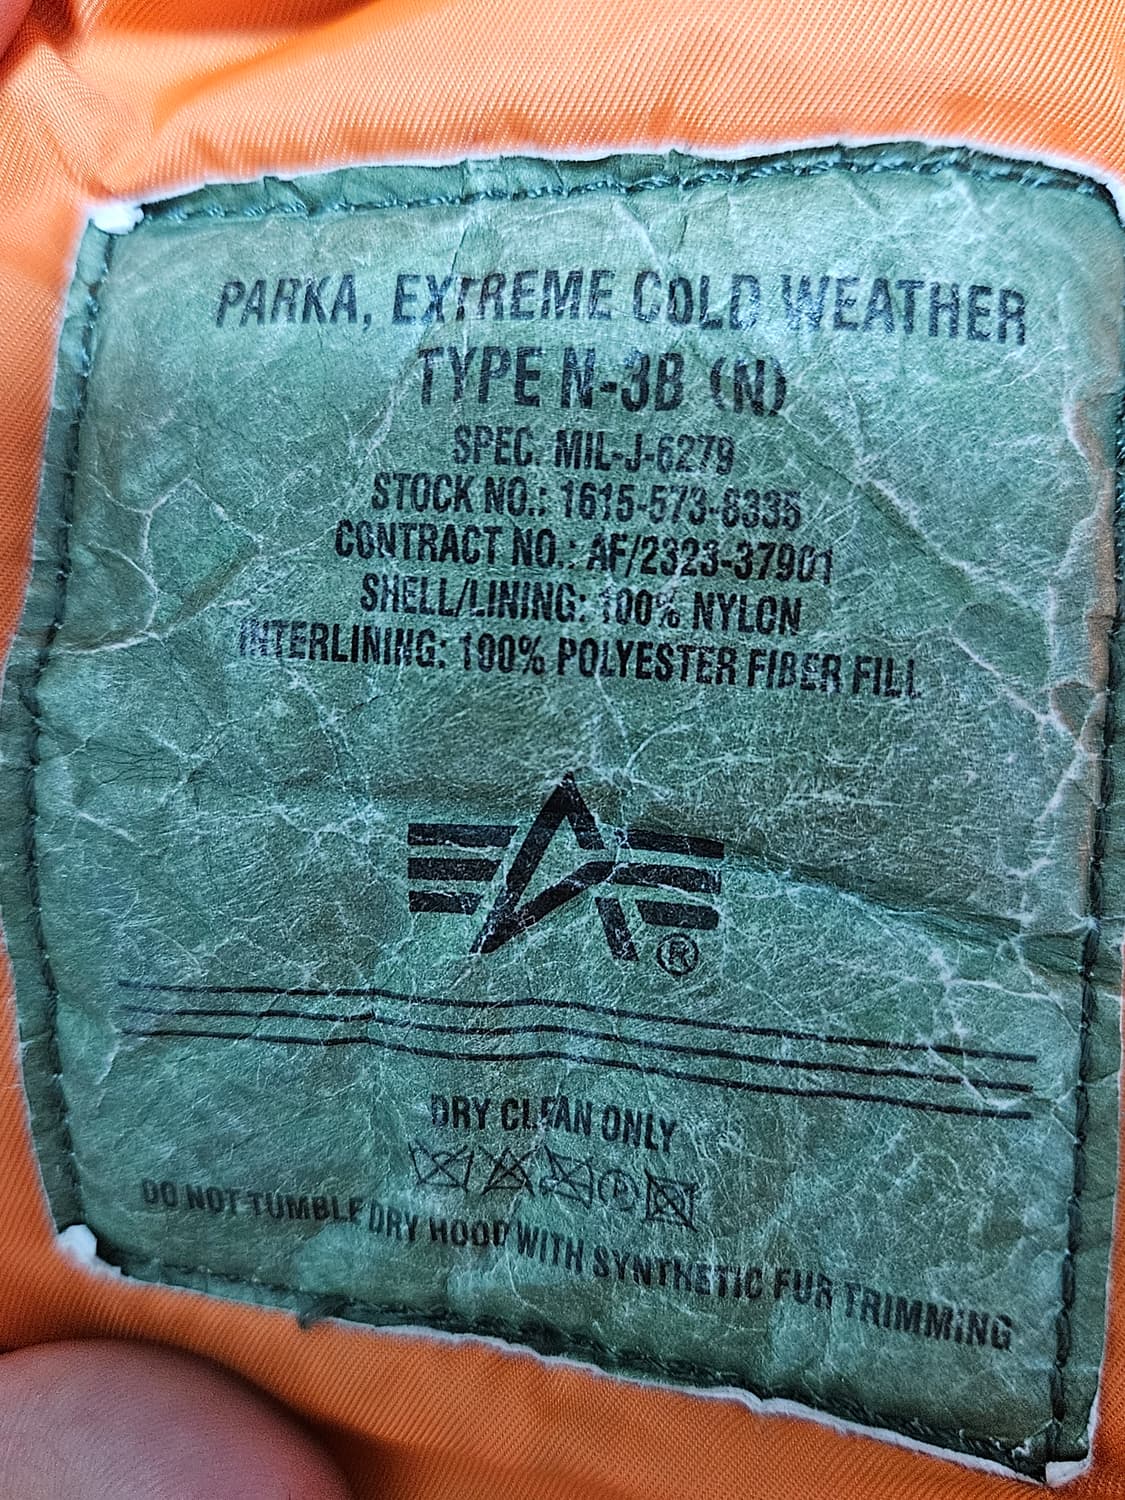 PARKA, EXTREME COLD WEATHER
TYPE N-3B (N)
SPEC. MIL-J-6279
STOCK NO.: 1615-573-8335
CONTRACT NO.: AF/2323-37901
SHELL/LINING: 100% NYLON
INTERLINING: 100% POLYESTER FIBER FILL
®
DRY CLEAN ONLY
DO NOT TUMBLE DRY HOOD WITH SYNTHETIC FUR TRIMMING